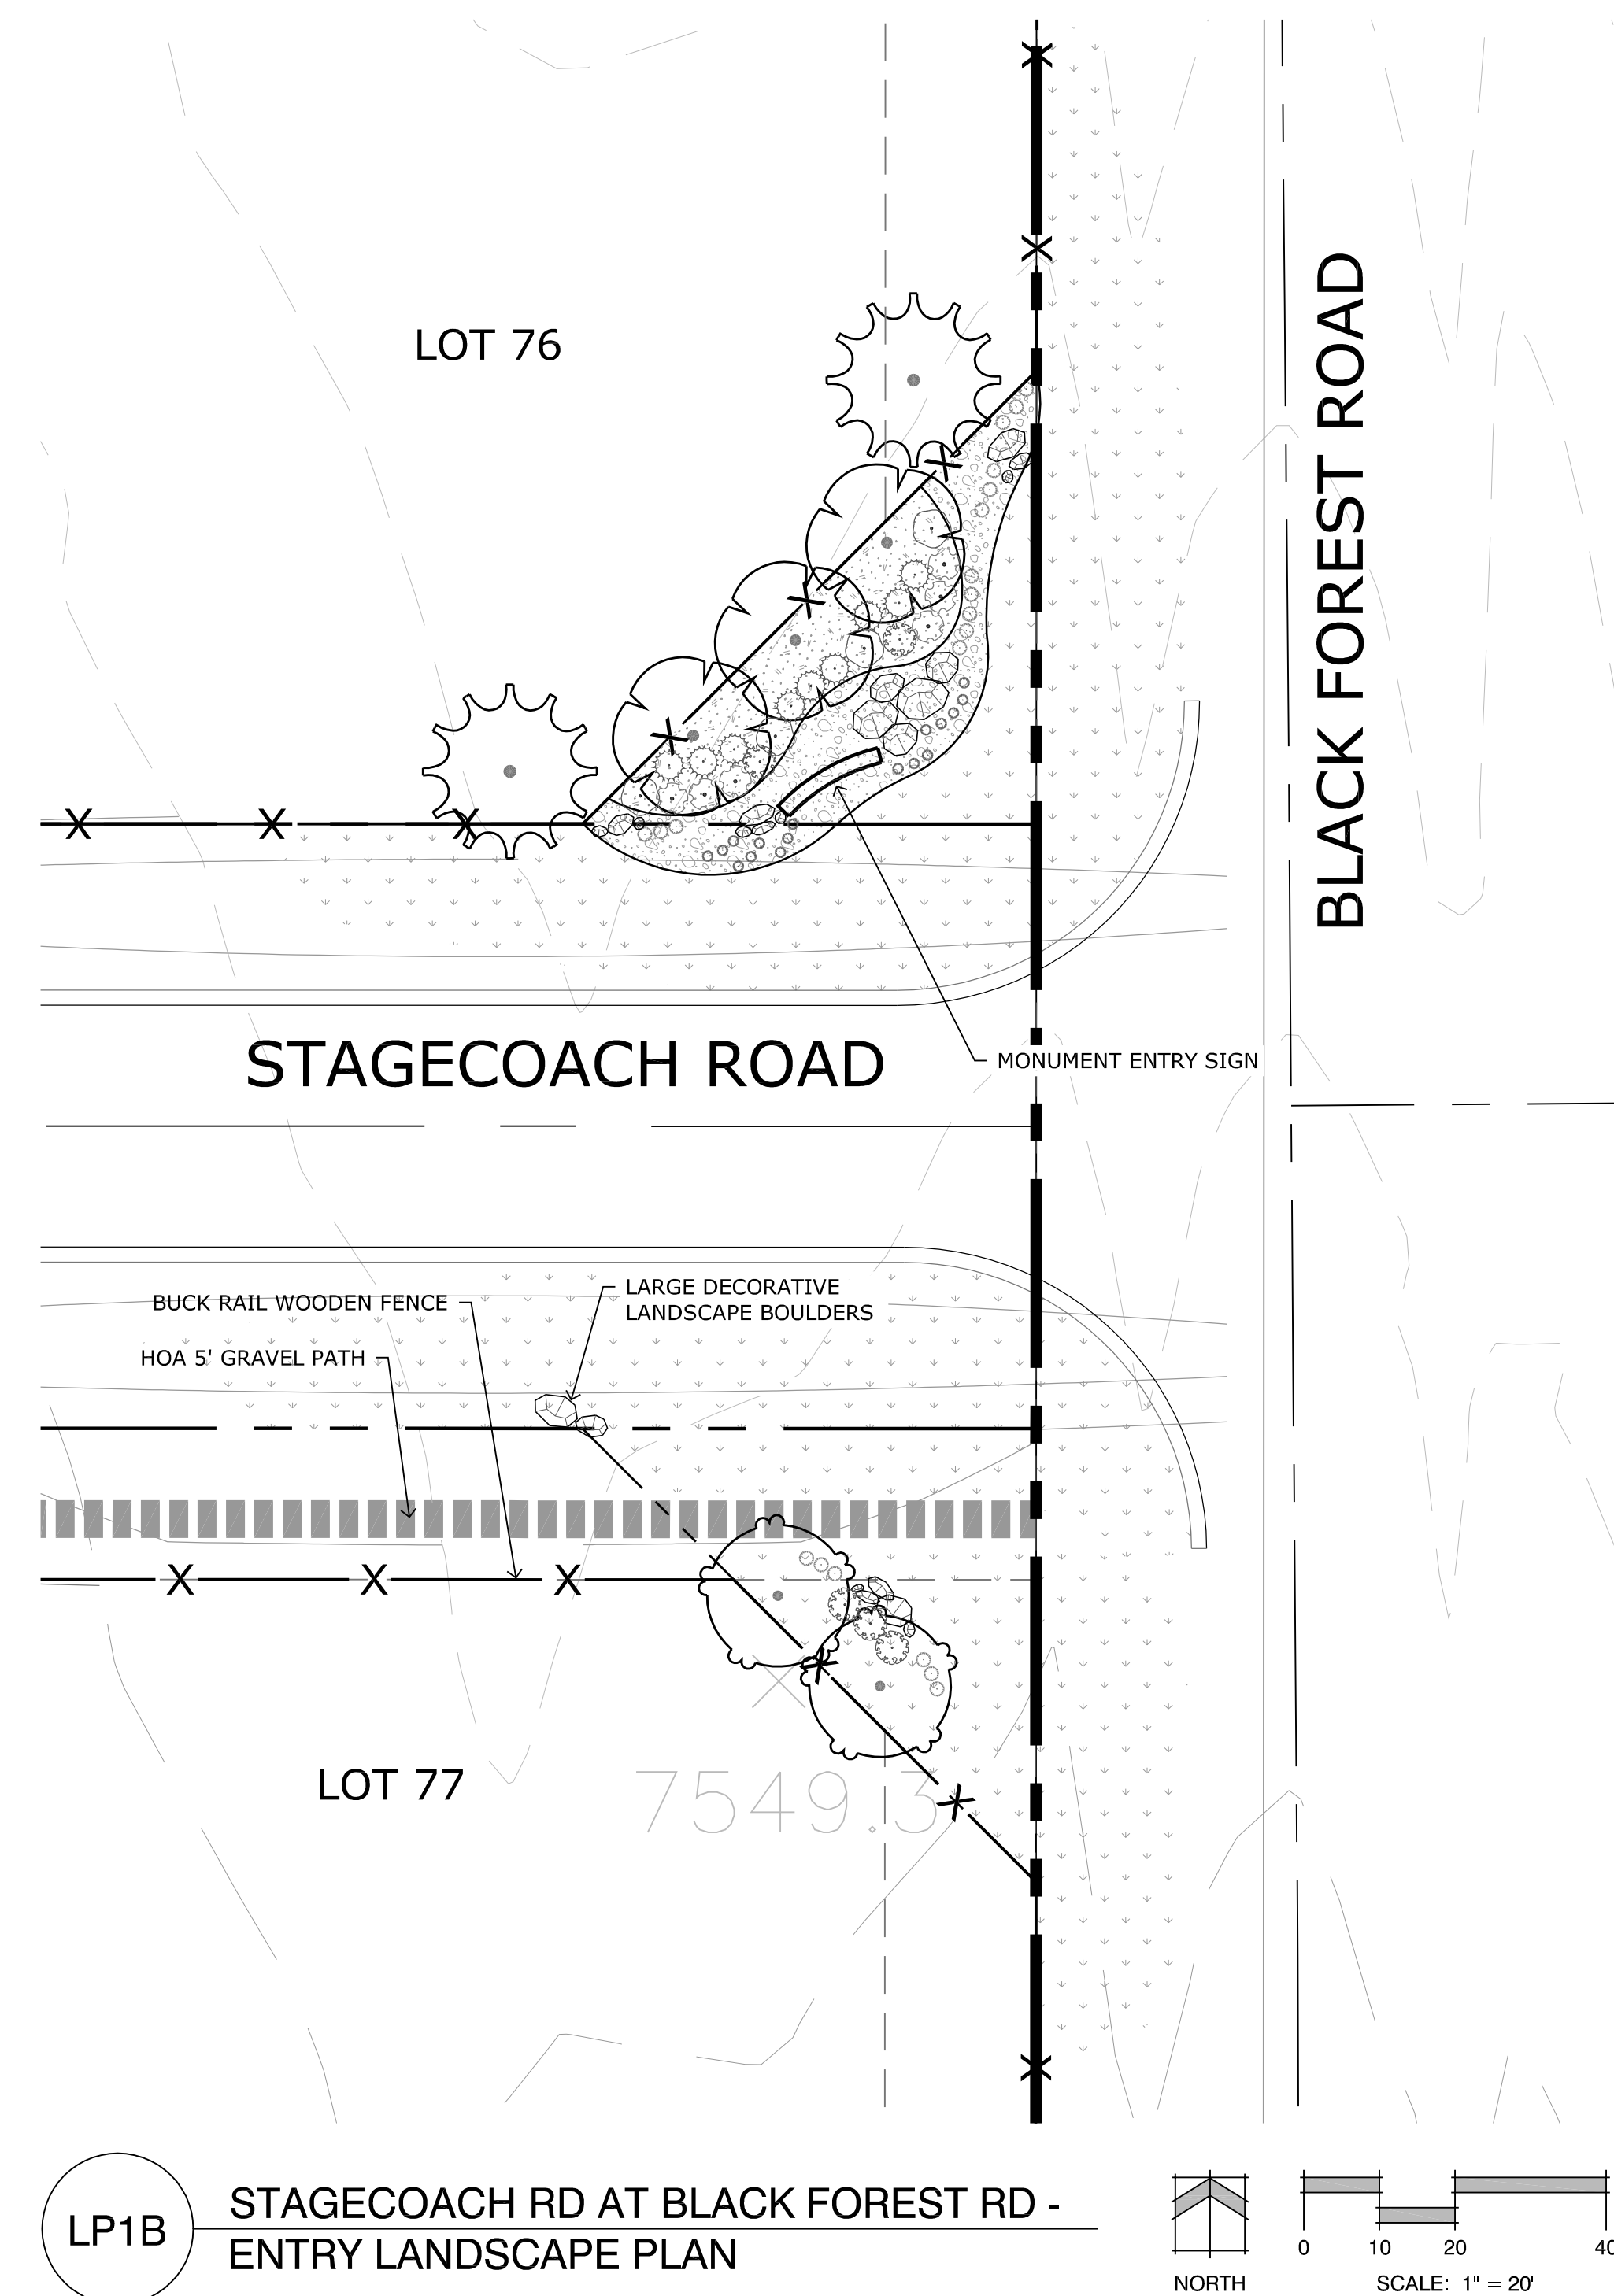 LOT 76
BLACK FOREST ROAD
STAGECOACH ROAD
MONUMENT ENTRY SIGN
LARGE DECORATIVE
LANDSCAPE BOULDERS
BUCK RAIL WOODEN FENCE
HOA 5' GRAVEL PATH
LOT 77
7549.3
LP1B
STAGECOACH RD AT BLACK FOREST RD -
ENTRY LANDSCAPE PLAN
NORTH
0 10 20 40
SCALE: 1" = 20'